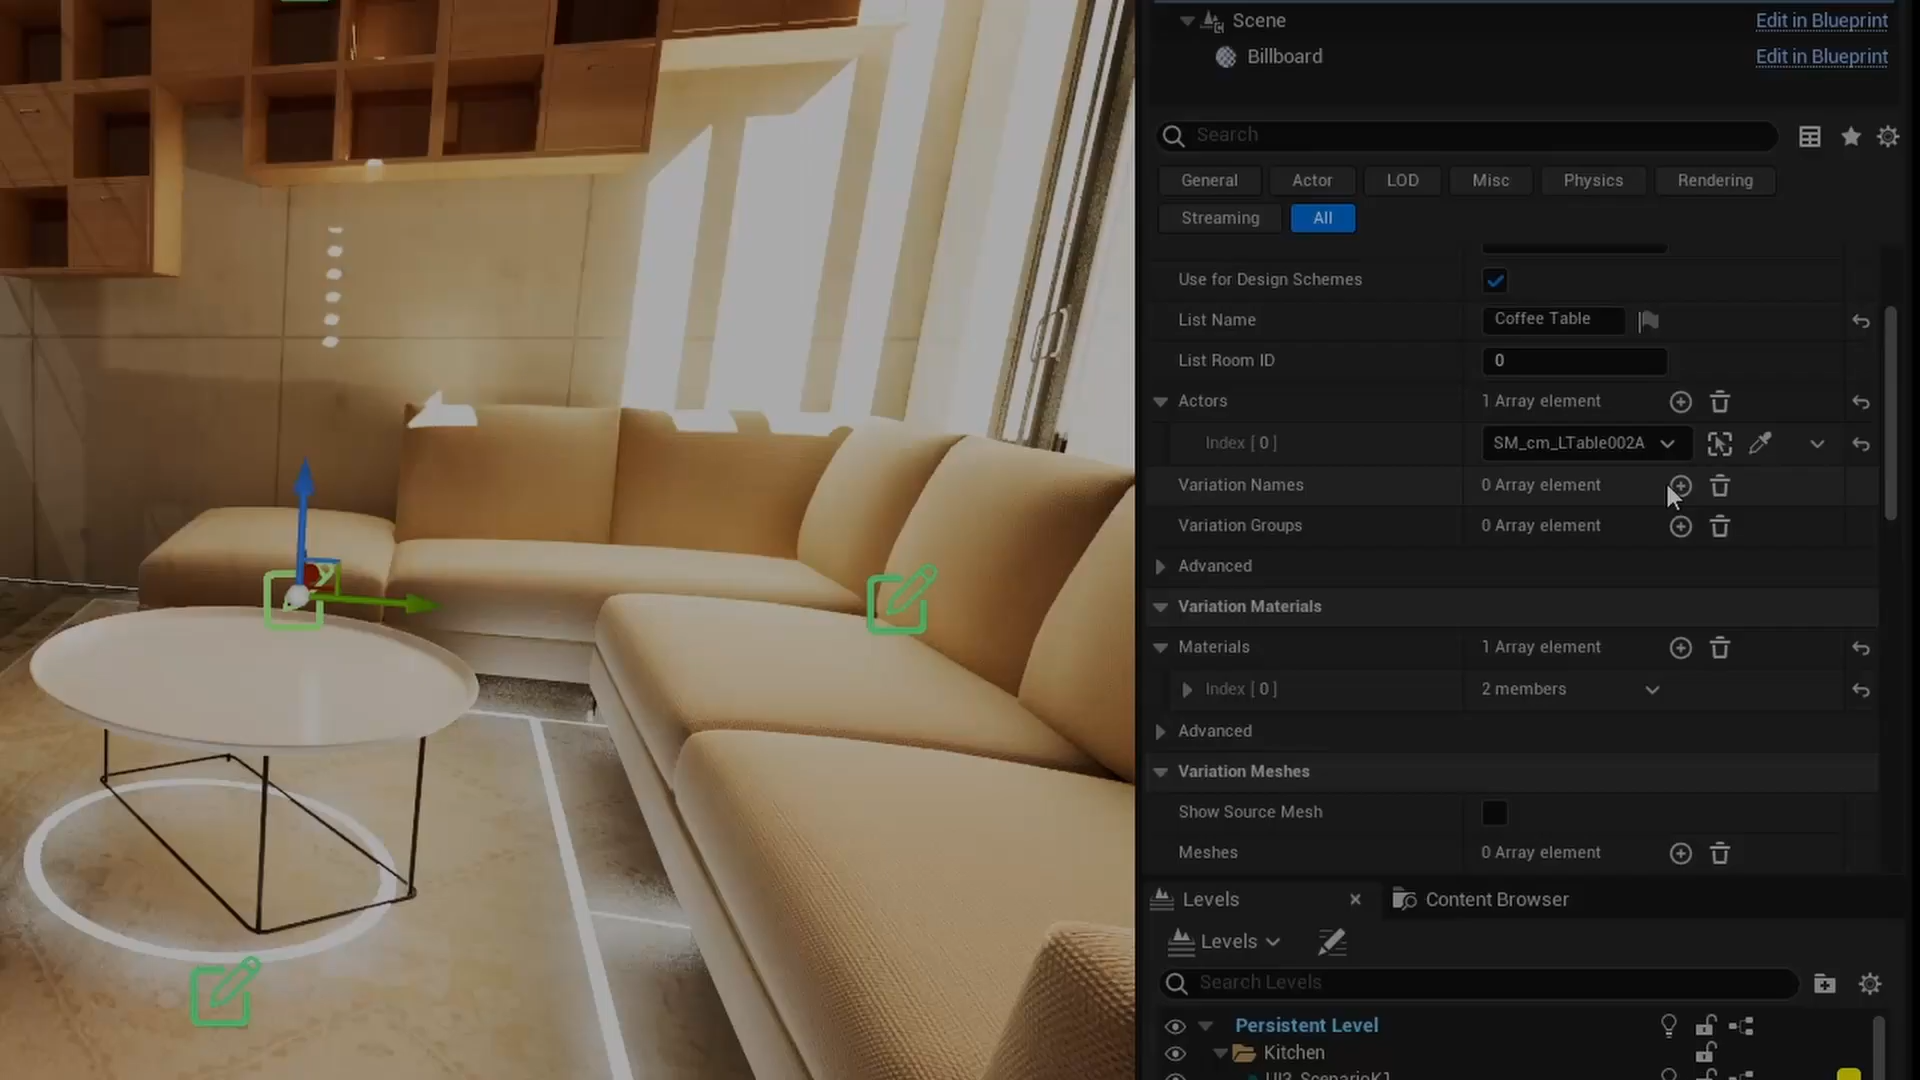 Scene
Edit in Blueprint
Billboard
Edit in Blueprint
Search
General
Actor
LOD
Misc
Physics
Rendering
Streaming
All
Use for Design Schemes
List Name
Coffee Table
List Room ID
0
Actors
1 Array element
Index [ 0 ]
SM_cm_LTable002A
Variation Names
0 Array element
Variation Groups
0 Array element
Advanced
Variation Materials
Materials
1 Array element
Index [ 0 ]
2 members
Advanced
Variation Meshes
Show Source Mesh
Meshes
0 Array element
Levels
Content Browser
Levels
Search Levels
Persistent Level
Kitchen